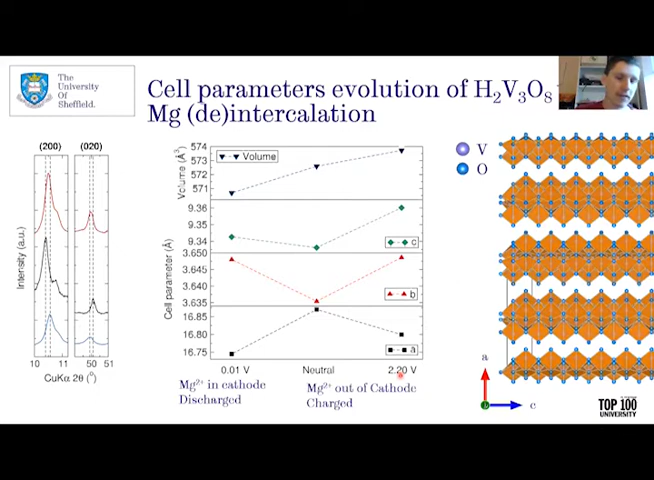 The
University
Of
Sheffield.
Cell parameters evolution of H₂V₃O₈
Mg (de)intercalation
(200) (020)
Intensity (a.u.)
10 11 50 51
CuKα 2θ (°)
Volume (Å³)
574
573
572
571
Volume
Cell parameter (Å)
9.36
9.35
9.34
c
3.650
3.645
3.640
3.635
b
16.85
16.80
16.75
a
0.01 V Neutral 2.20 V
Mg²⁺ in cathode
Discharged
Mg²⁺ out of Cathode
Charged
V
O
a
b
c
TOP 100
UNIVERSITY